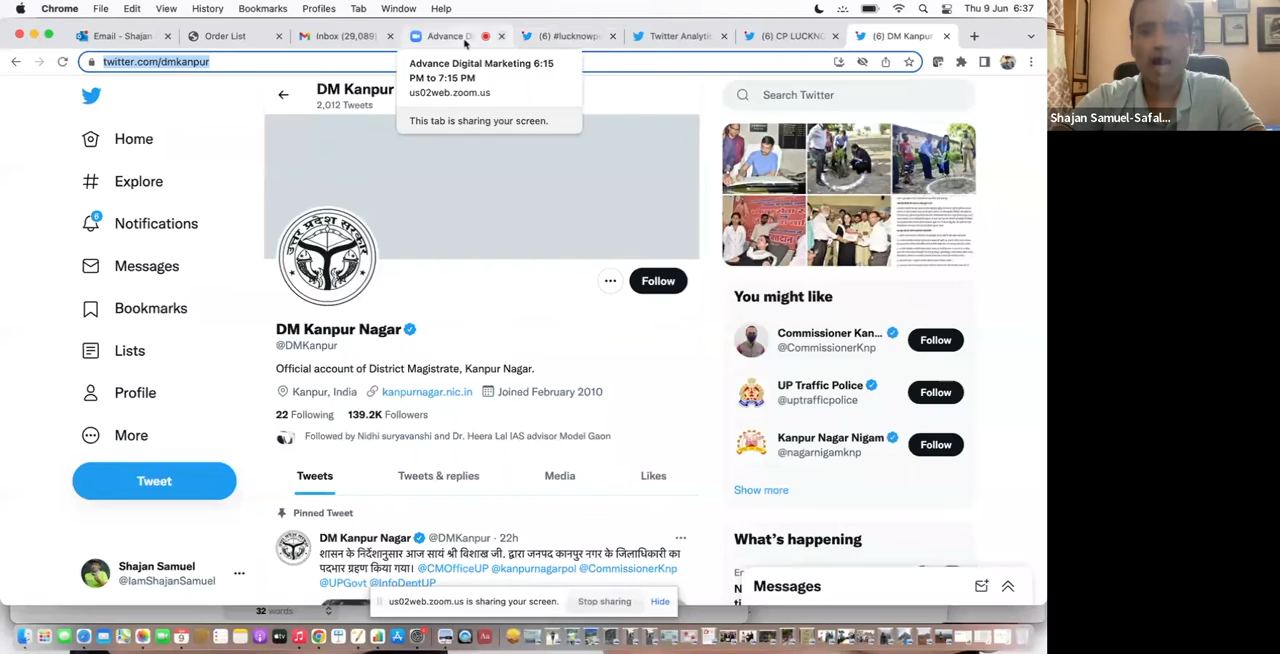 Chrome File Edit View History Bookmarks Profiles Tab Window Help Thu 9 Jun 6:37
Email - Shajan Order List Inbox (29,089) Advance D (6) #lucknowp Twitter Analytic (6) CP LUCKN (6) DM Kanpur
twitter.com/dmkanpur
Advance Digital Marketing 6:15
PM to 7:15 PM
us02web.zoom.us
This tab is sharing your screen.
DM Kanpur
2,012 Tweets
Search Twitter
Home
Explore
6
Notifications
Messages
Bookmarks
Lists
Profile
More
Tweet
Shajan Samuel
@IamShajanSamuel
उत्तर प्रदेश सरकार
Follow
DM Kanpur Nagar
@DMKanpur
Official account of District Magistrate, Kanpur Nagar.
Kanpur, India kanpurnagar.nic.in Joined February 2010
22 Following 139.2K Followers
Followed by Nidhi suryavanshi and Dr. Heera Lal IAS advisor Model Gaon
Tweets Tweets & replies Media Likes
Pinned Tweet
DM Kanpur Nagar @DMKanpur · 22h
शासन के निर्देशानुसार आज सायं श्री विशाख जी. द्वारा जनपद कानपुर नगर के जिलाधिकारी का
पदभार ग्रहण किया गया। @CMOfficeUP @kanpurnagarpol @CommissionerKnp
@UPGovt @InfoDeptUP
You might like
Commissioner Kan...
@CommissionerKnp
Follow
UP Traffic Police
@uptrafficpolice
Follow
Kanpur Nagar Nigam
@nagarnigamknp
Follow
Show more
What's happening
Messages
us02web.zoom.us is sharing your screen. Stop sharing Hide
32 words
Shajan Samuel-Safal...